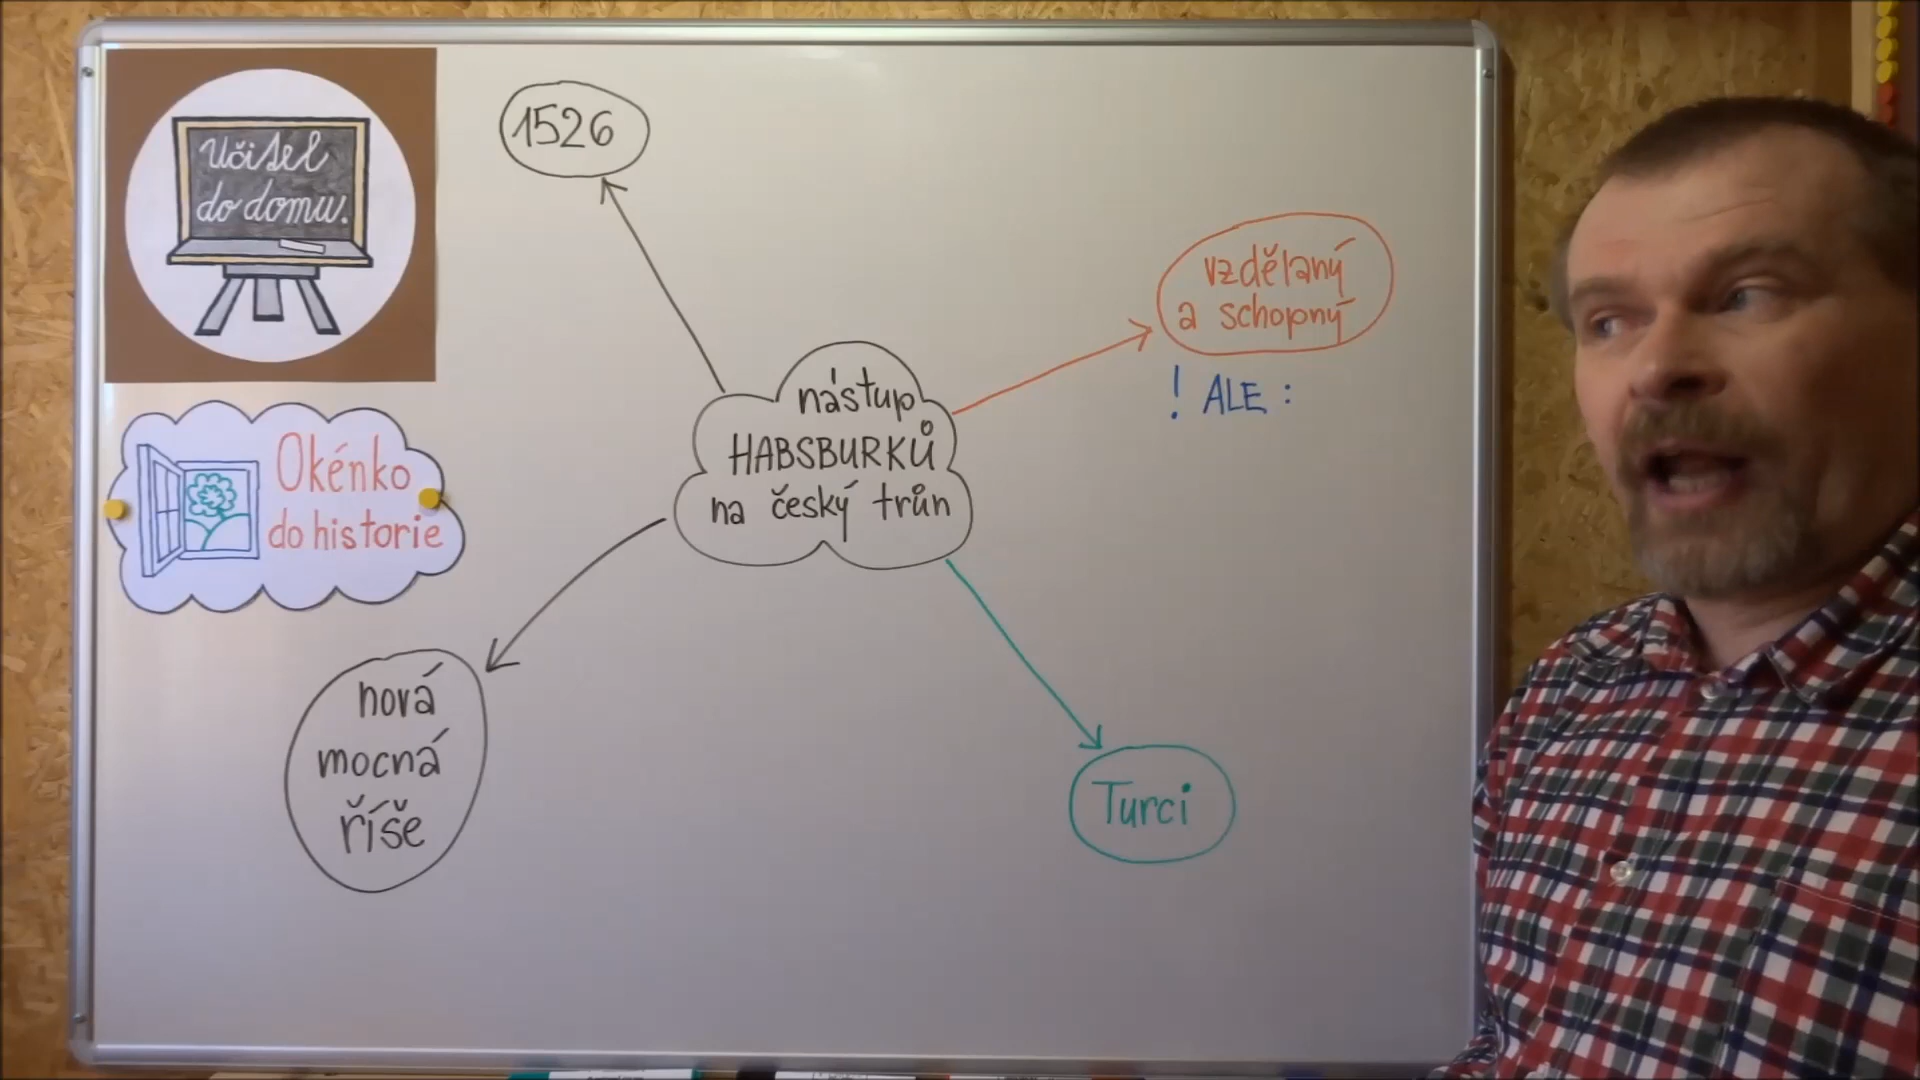 Učitel
do domu.
Okénko
do historie
1526
nástup
HABSBURKŮ
na český trůn
vzdělaný
a schopný
! ALE :
nová
mocná
říše
Turci